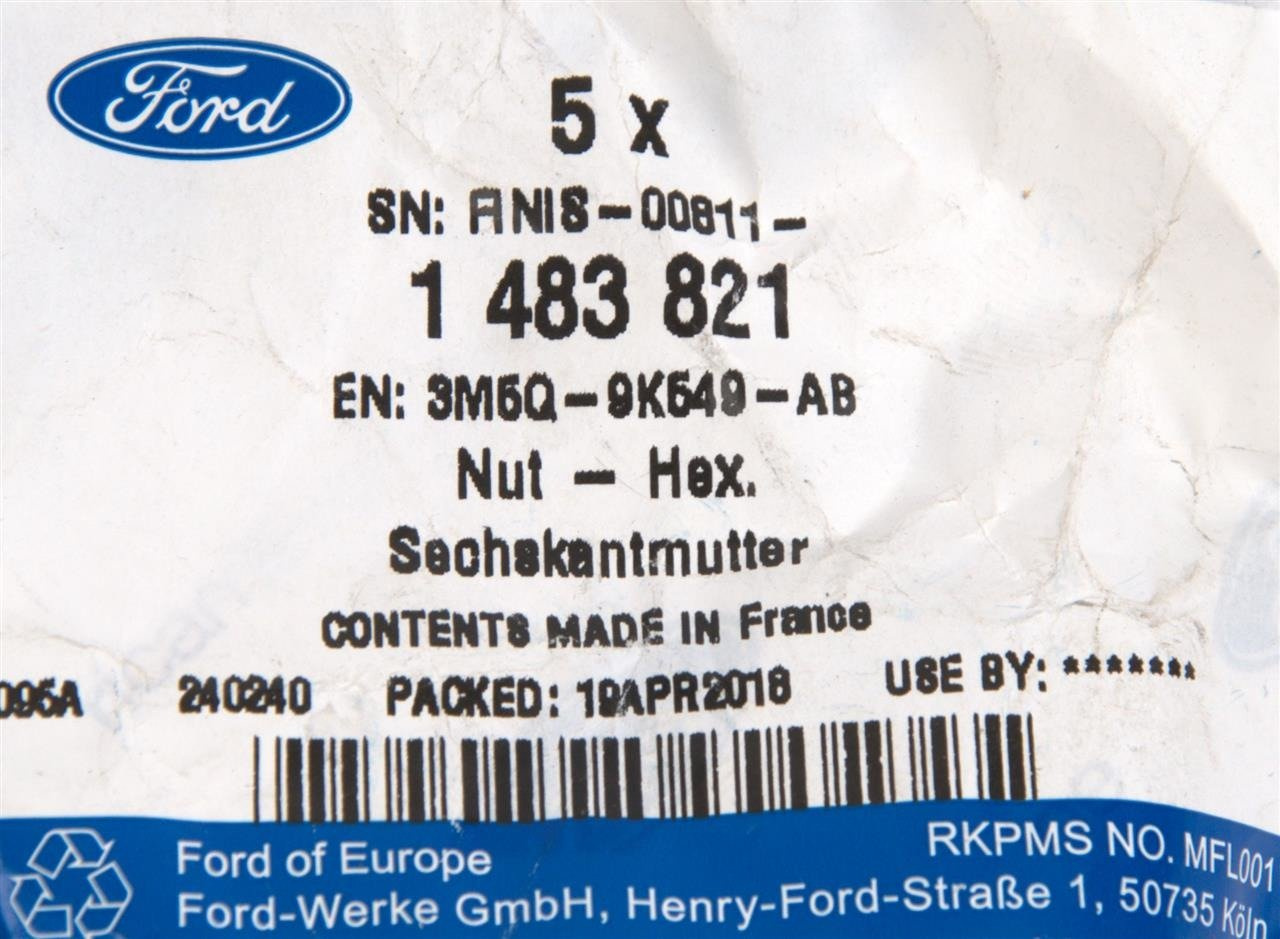 Ford
5 x
SN: ANIS-00811-
1 483 821
EN: 3M5Q-9K549-AB
Nut - Hex.
Sechskantmutter
CONTENTS MADE IN France
095A 240240 PACKED: 19APR2018 USE BY: *******
RKPMS NO. MFL001
Ford of Europe
Ford-Werke GmbH, Henry-Ford-Straße 1, 50735 Köln,